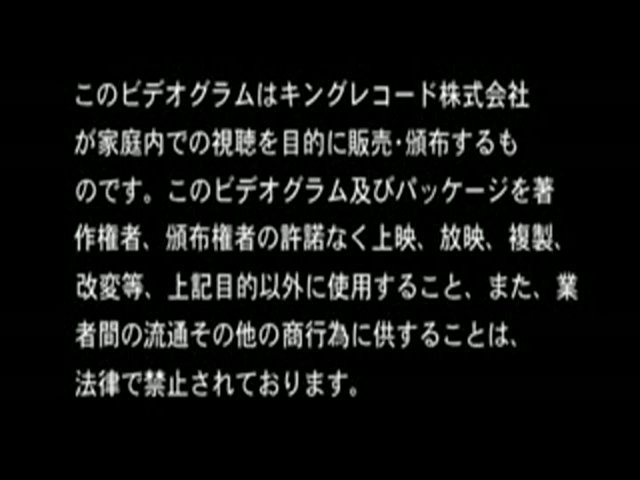 このビデオグラムはキングレコード株式会社
が家庭内での視聴を目的に販売･頒布するも
のです。このビデオグラム及びパッケージを著
作権者、頒布権者の許諾なく上映、放映、複製、
改変等、上記目的以外に使用すること、また、業
者間の流通その他の商行為に供することは、
法律で禁止されております。